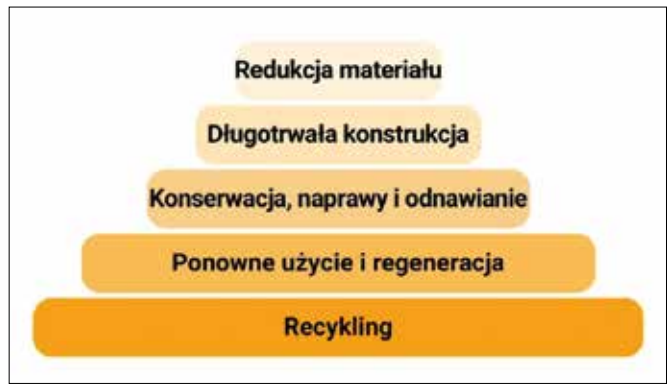 Redukcja materiału
Długotrwała konstrukcja
Konserwacja, naprawy i odnawianie
Ponowne użycie i regeneracja
Recykling